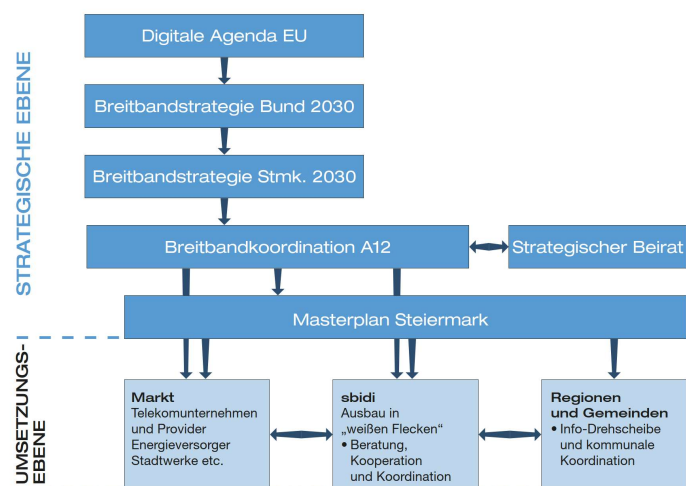 STRATEGISCHE EBENE
Digitale Agenda EU
Breitbandstrategie Bund 2030
Breitbandstrategie Stmk. 2030
Breitbandkoordination A12
Strategischer Beirat
Masterplan Steiermark
UMSETZUNGS-
EBENE
Markt
Telekomunternehmen
und Provider
Energieversorger
Stadtwerke etc.
sbidi
Ausbau in
„weißen Flecken“
• Beratung,
Kooperation
und Koordination
Regionen
und Gemeinden
• Info-Drehscheibe
und kommunale
Koordination